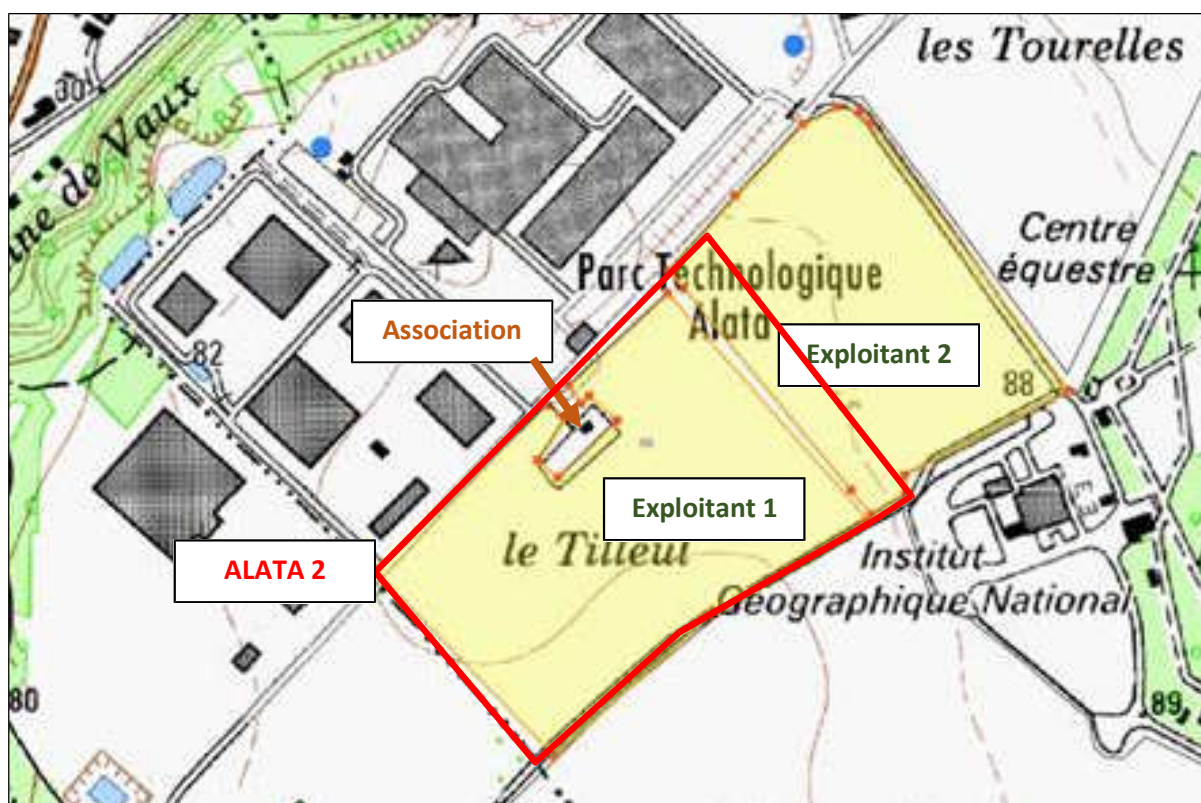 les Tourelles
80
ine de Vaux
Centre
équestre
Parc Technologique
Alata
Association
Exploitant 2
82
88
Exploitant 1
le Tilleul
ALATA 2
Institut
Géographique National
80
89